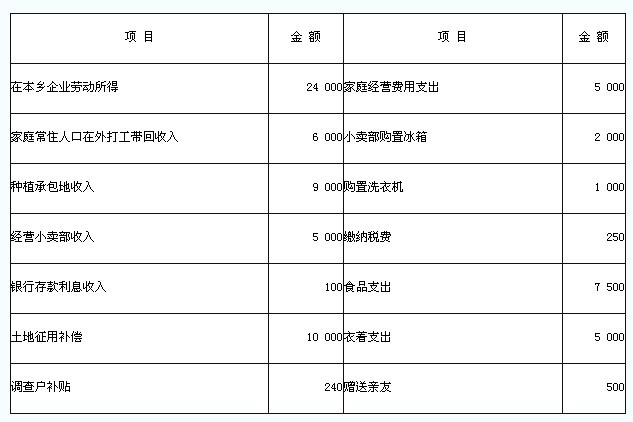 项 目 金 额 项 目 金 额
在本乡企业劳动所得 24 000 家庭经营费用支出 5 000
家庭常住人口在外打工带回收入 6 000 小卖部购置冰箱 2 000
种植承包地收入 9 000 购置洗衣机 1 000
经营小卖部收入 5 000 缴纳税费 250
银行存款利息收入 100 食品支出 7 500
土地征用补偿 10 000 衣着支出 5 000
调查户补贴 240 赠送亲友 500